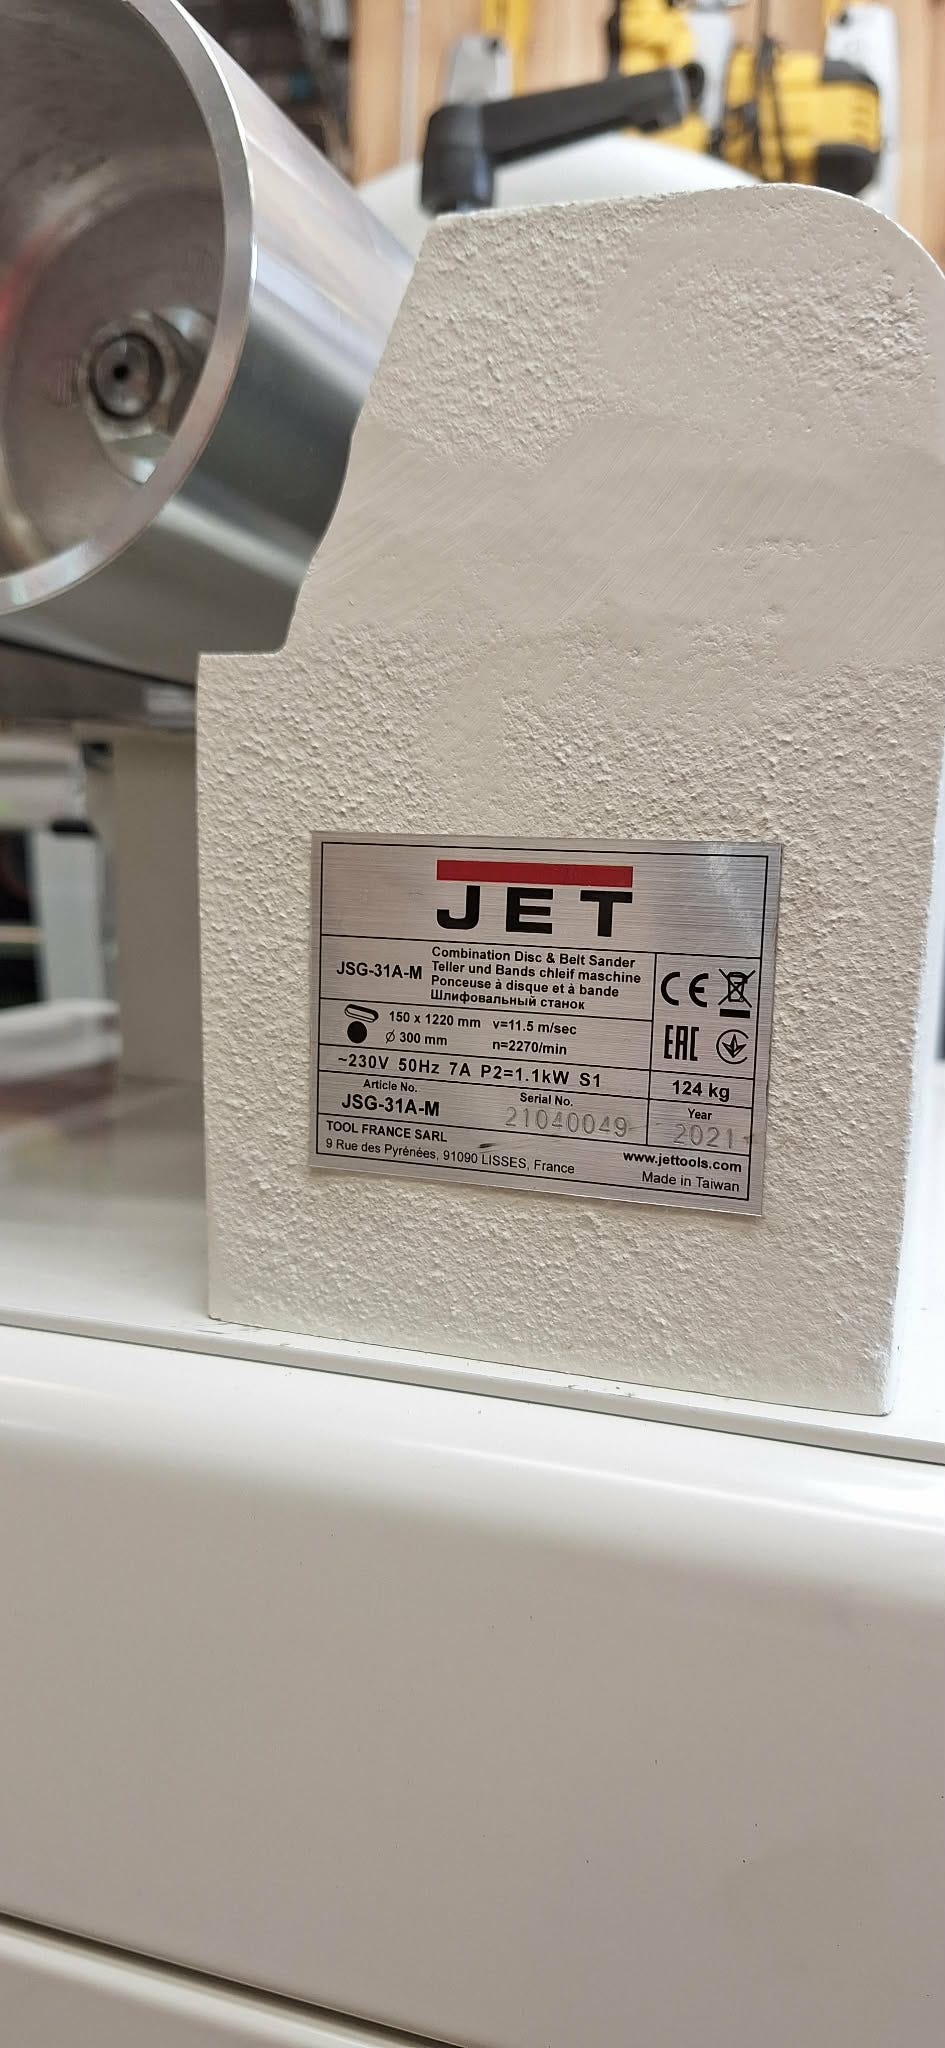 JET
JSG-31A-M
Combination Disc & Belt Sander
Teller und Bands chleif maschine
Ponceuse à disque et à bande
Шлифовальный станок
CE
150 x 1220 mm v=11.5 m/sec
Ø 300 mm n=2270/min
EAC
~230V 50Hz 7A P2=1.1kW S1
124 kg
Article No.
JSG-31A-M
Serial No.
21040049
Year
2021
TOOL FRANCE SARL
9 Rue des Pyrénées, 91090 LISSES, France
www.jettools.com
Made in Taiwan